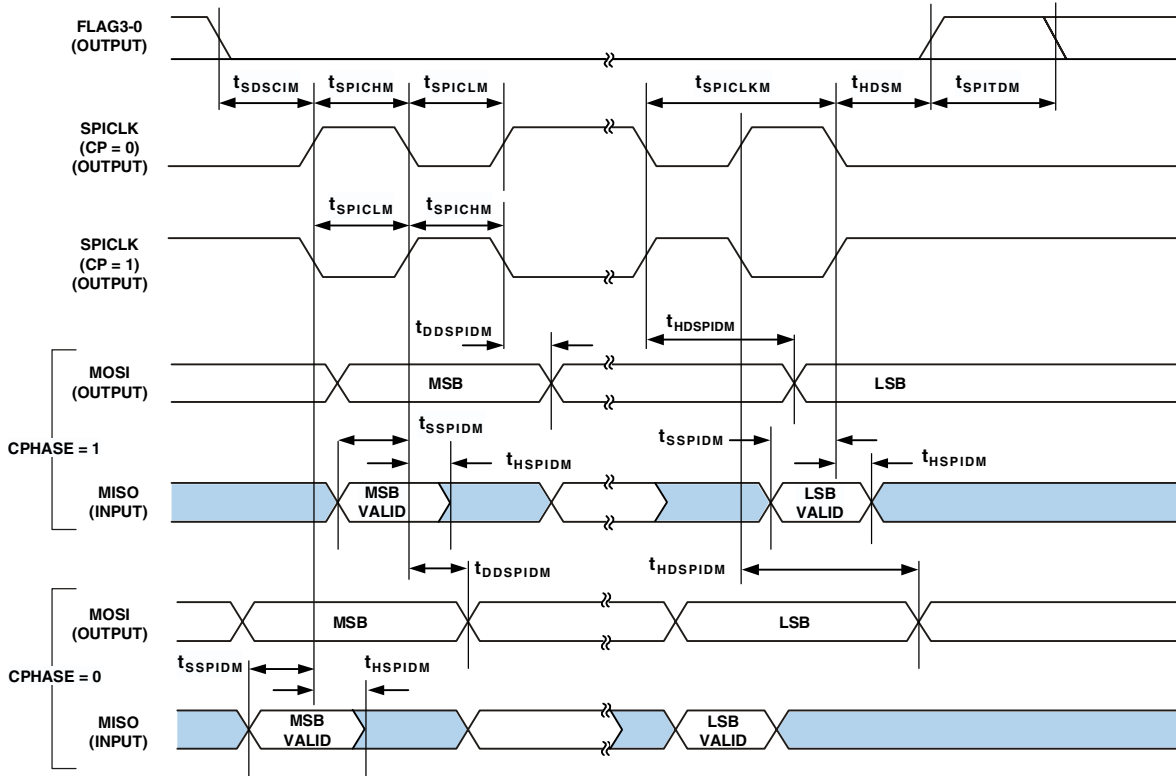 FLAG3-0
(OUTPUT)
tSDSCIM tSPICHM tSPICLM tSPICLKM tHDSM tSPITDM
SPICLK
(CP = 0)
(OUTPUT)
tSPICLM tSPICHM
SPICLK
(CP = 1)
(OUTPUT)
tDDSPIDM tHDSPIDM
MOSI
(OUTPUT)
MSB LSB
CPHASE = 1
tSSPIDM tSSPIDM
tHSPIDM tHSPIDM
MISO
(INPUT)
MSB
VALID
LSB
VALID
tDDSPIDM tHDSPIDM
MOSI
(OUTPUT)
MSB LSB
CPHASE = 0
tSSPIDM tHSPIDM
MISO
(INPUT)
MSB
VALID
LSB
VALID